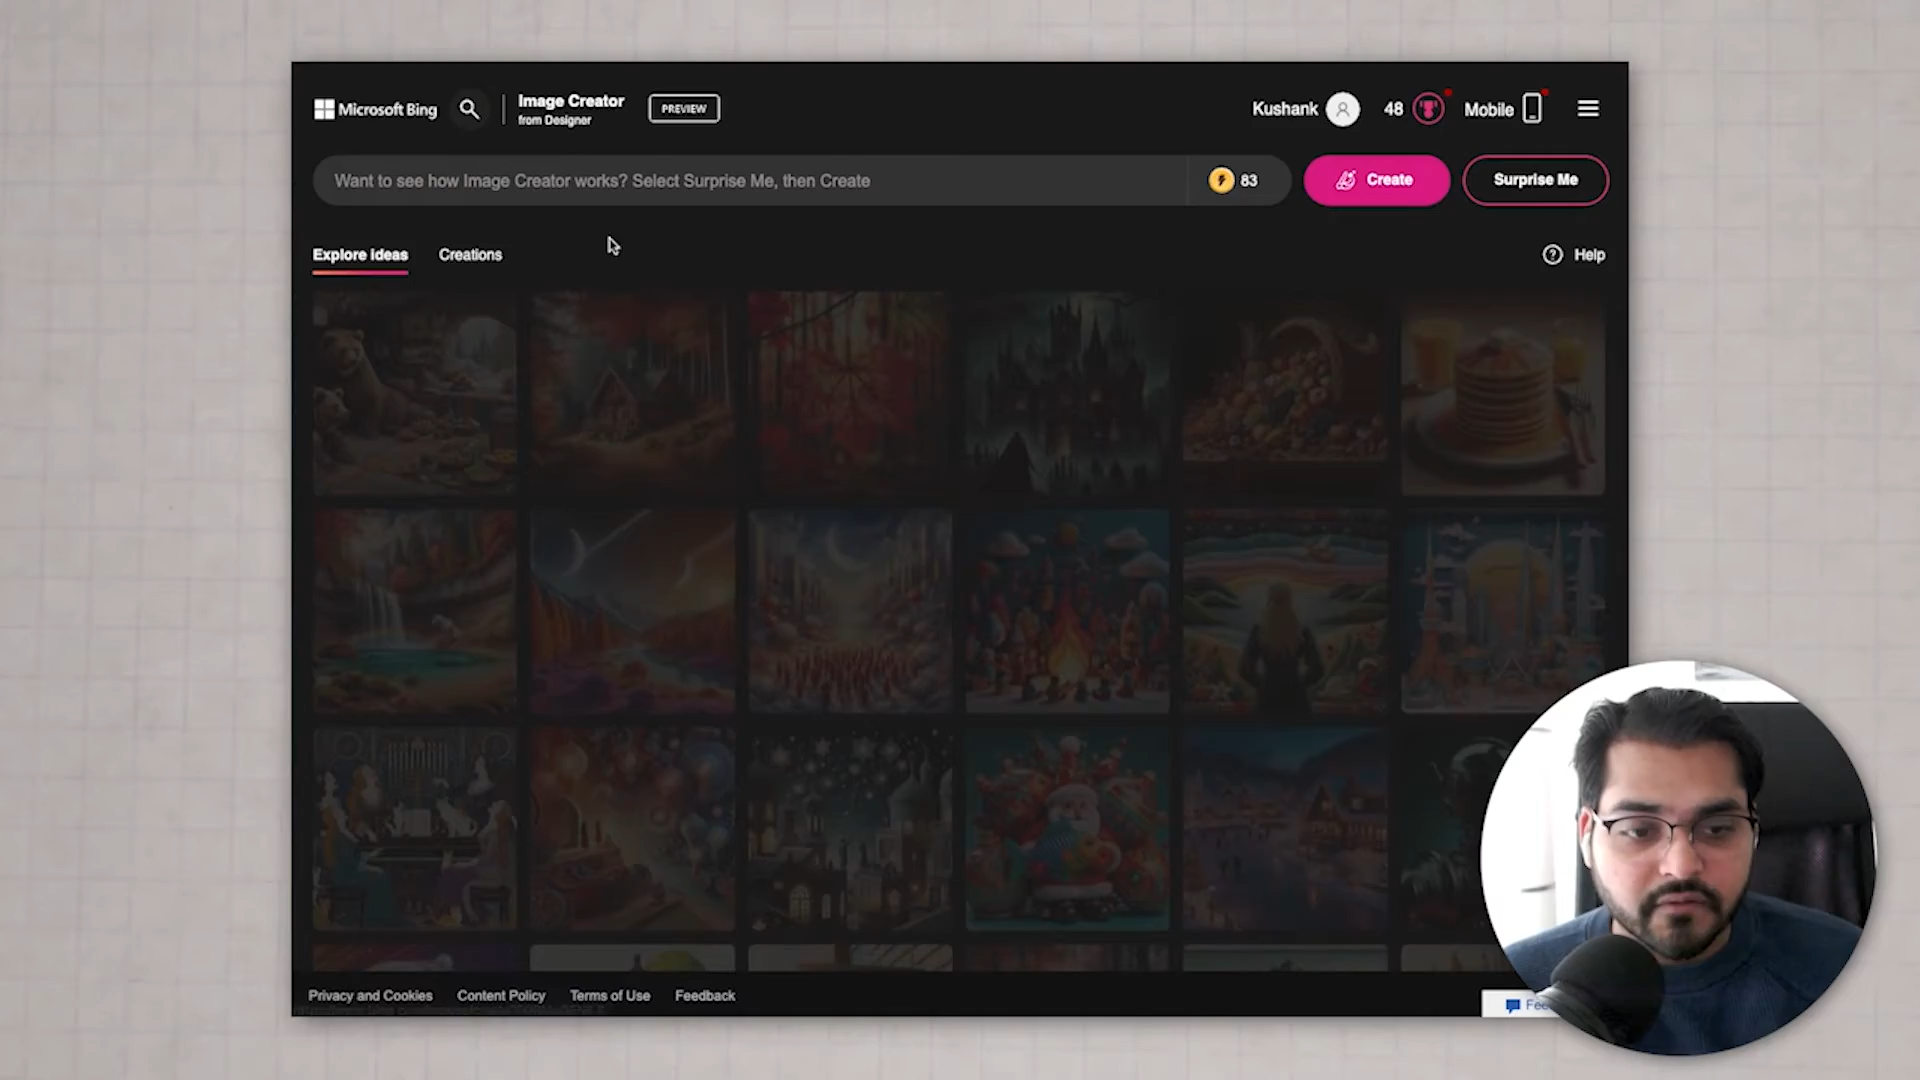 Microsoft Bing
Image Creator
from Designer
PREVIEW
Kushank
48
Mobile
Want to see how Image Creator works? Select Surprise Me, then Create
83
Create
Surprise Me
Explore ideas
Creations
Help
Privacy and Cookies
Content Policy
Terms of Use
Feedback